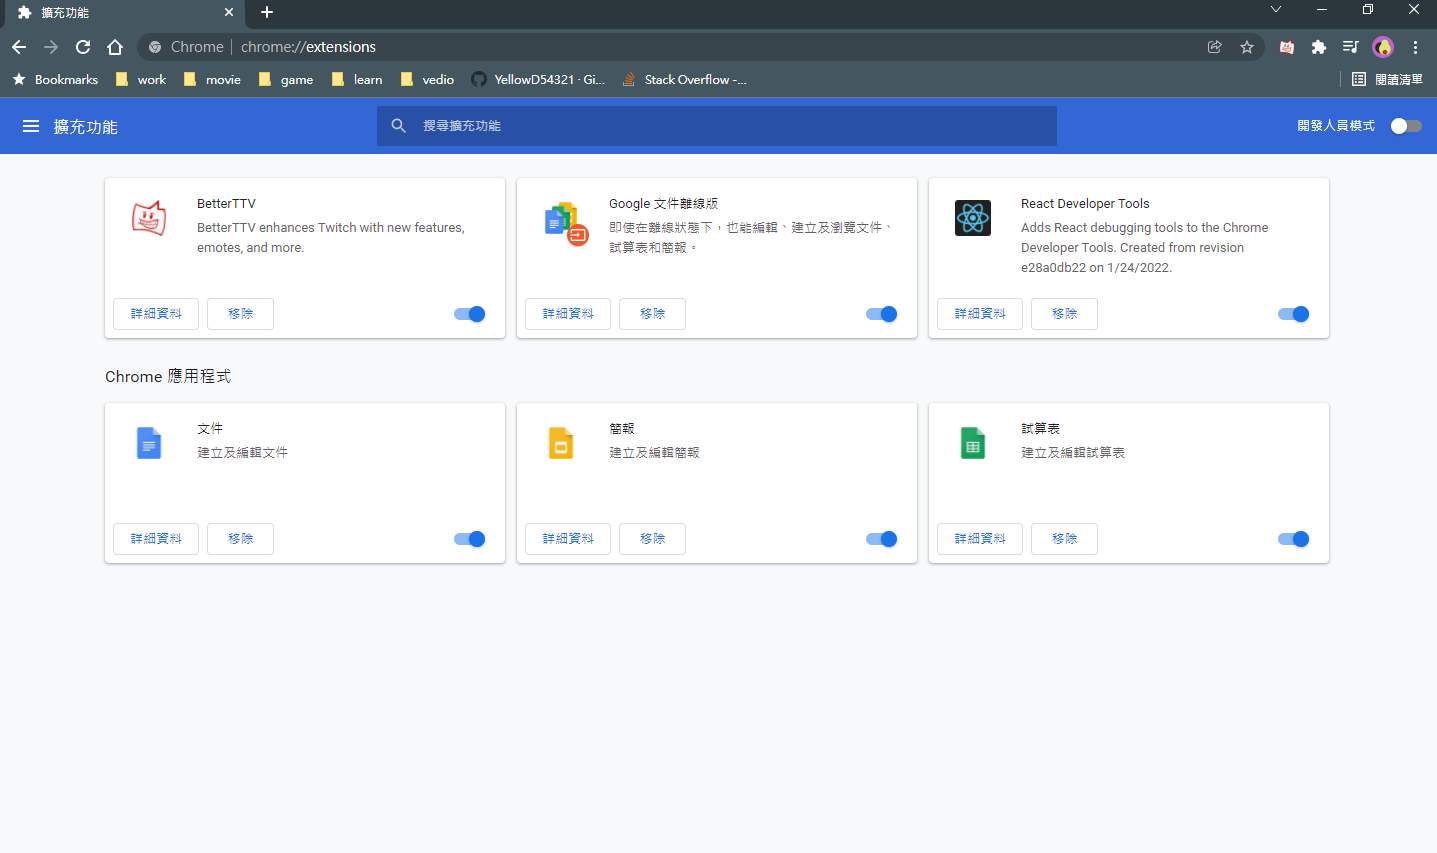 擴充功能
Chrome | chrome://extensions
Bookmarks work movie game learn vedio YellowD54321 · Gi... Stack Overflow -... 閱讀清單
擴充功能 搜尋擴充功能 開發人員模式
BetterTTV
BetterTTV enhances Twitch with new features,
emotes, and more.
詳細資料 移除
Google 文件離線版
即使在離線狀態下，也能編輯、建立及瀏覽文件、
試算表和簡報。
詳細資料 移除
React Developer Tools
Adds React debugging tools to the Chrome
Developer Tools. Created from revision
e28a0db22 on 1/24/2022.
詳細資料 移除
Chrome 應用程式
文件
建立及編輯文件
詳細資料 移除
簡報
建立及編輯簡報
詳細資料 移除
試算表
建立及編輯試算表
詳細資料 移除